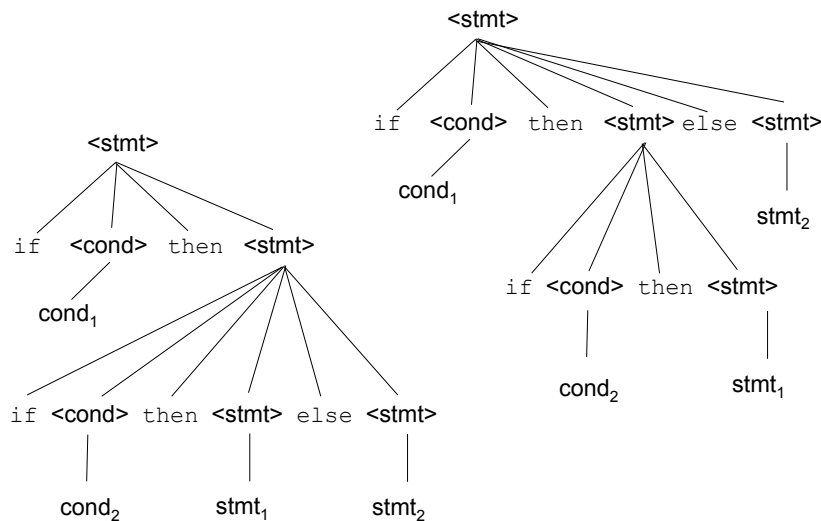 <stmt>
if <cond> then <stmt> else <stmt>
cond₁
stmt₂
if <cond> then <stmt>
cond₂
stmt₁
<stmt>
if <cond> then <stmt>
cond₁
if <cond> then <stmt> else <stmt>
cond₂ stmt₁ stmt₂